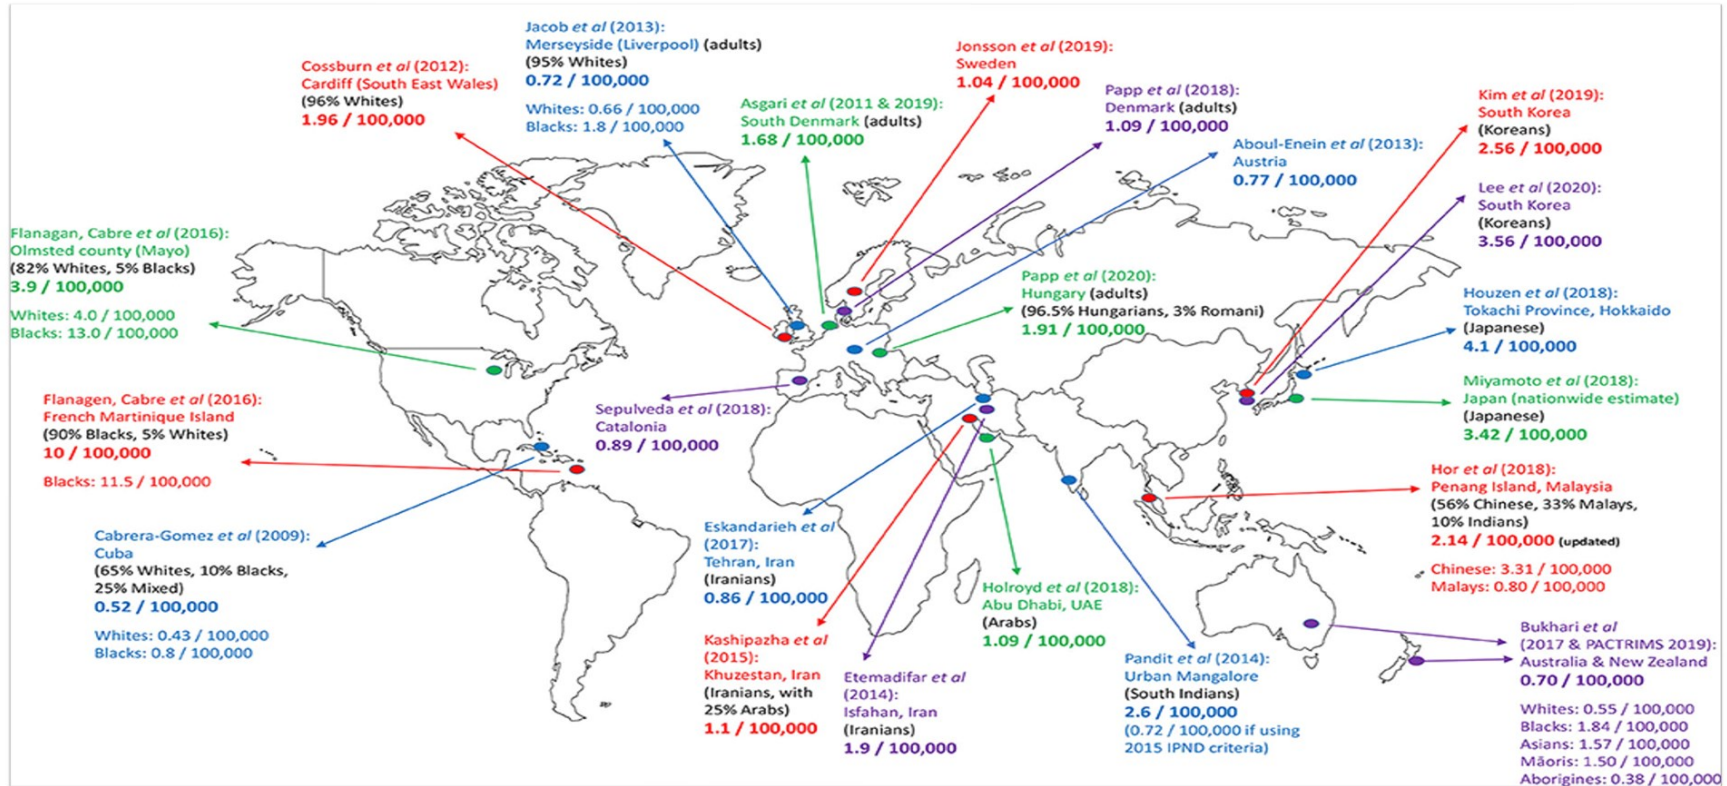 Jacob et al (2013):
Merseyside (Liverpool) (adults)
(95% Whites)
0.72 / 100,000
Whites: 0.66 / 100,000
Blacks: 1.8 / 100,000
Cossburn et al (2012):
Cardiff (South East Wales)
(96% Whites)
1.96 / 100,000
Asgari et al (2011 & 2019):
South Denmark (adults)
1.68 / 100,000
Jonsson et al (2019):
Sweden
1.04 / 100,000
Papp et al (2018):
Denmark (adults)
1.09 / 100,000
Aboul-Enein et al (2013):
Austria
0.77 / 100,000
Kim et al (2019):
South Korea
(Koreans)
2.56 / 100,000
Lee et al (2020):
South Korea
(Koreans)
3.56 / 100,000
Flanagan, Cabre et al (2016):
Olmsted county (Mayo)
(82% Whites, 5% Blacks)
3.9 / 100,000
Whites: 4.0 / 100,000
Blacks: 13.0 / 100,000
Papp et al (2020):
Hungary (adults)
(96.5% Hungarians, 3% Romani)
1.91 / 100,000
Houzen et al (2018):
Tokachi Province, Hokkaido
(Japanese)
4.1 / 100,000
Miyamoto et al (2018):
Japan (nationwide estimate)
(Japanese)
3.42 / 100,000
Flanagen, Cabre et al (2016):
French Martinique Island
(90% Blacks, 5% Whites)
10 / 100,000
Blacks: 11.5 / 100,000
Sepulveda et al (2018):
Catalonia
0.89 / 100,000
Hor et al (2018):
Penang Island, Malaysia
(56% Chinese, 33% Malays,
10% Indians)
2.14 / 100,000 (updated)
Chinese: 3.31 / 100,000
Malays: 0.80 / 100,000
Cabrera-Gomez et al (2009):
Cuba
(65% Whites, 10% Blacks,
25% Mixed)
0.52 / 100,000
Whites: 0.43 / 100,000
Blacks: 0.8 / 100,000
Eskandarieh et al
(2017):
Tehran, Iran
(Iranians)
0.86 / 100,000
Kashipazha et al
(2015):
Khuzestan, Iran
(Iranians, with
25% Arabs)
1.1 / 100,000
Etemadifar et al
(2014):
Isfahan, Iran
(Iranians)
1.9 / 100,000
Holroyd et al (2018):
Abu Dhabi, UAE
(Arabs)
1.09 / 100,000
Pandit et al (2014):
Urban Mangalore
(South Indians)
2.6 / 100,000
(0.72 / 100,000 if using
2015 IPND criteria)
Bukhari et al
(2017 & PACTRIMS 2019):
Australia & New Zealand
0.70 / 100,000
Whites: 0.55 / 100,000
Blacks: 1.84 / 100,000
Asians: 1.57 / 100,000
Māoris: 1.50 / 100,000
Aborigines: 0.38 / 100,000